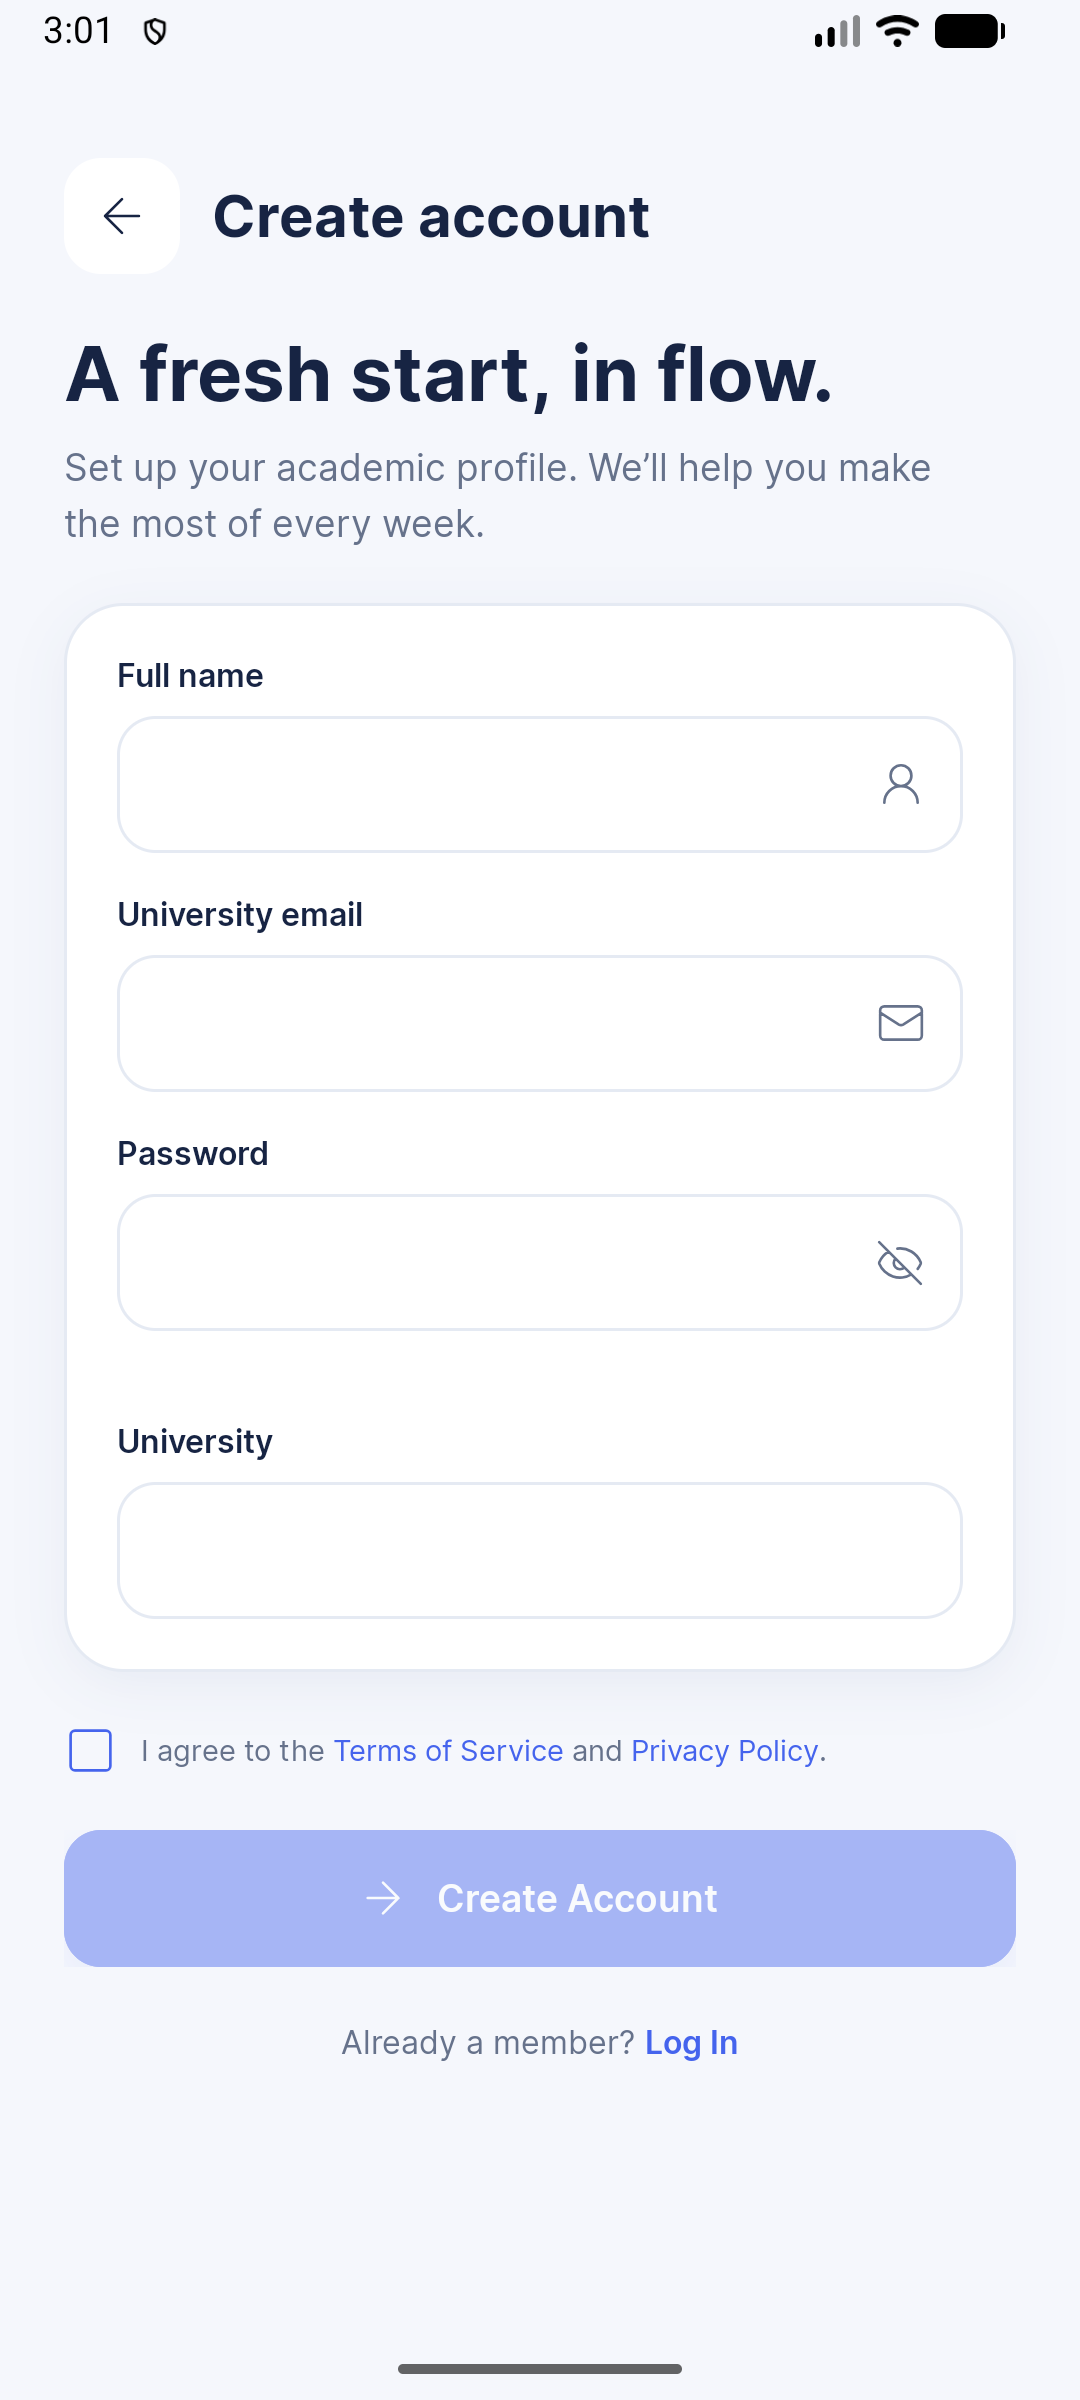 3:01
Create account
A fresh start, in flow.
Set up your academic profile. We’ll help you make
the most of every week.
Full name
University email
Password
University
I agree to the Terms of Service and Privacy Policy.
Create Account
Already a member? Log In